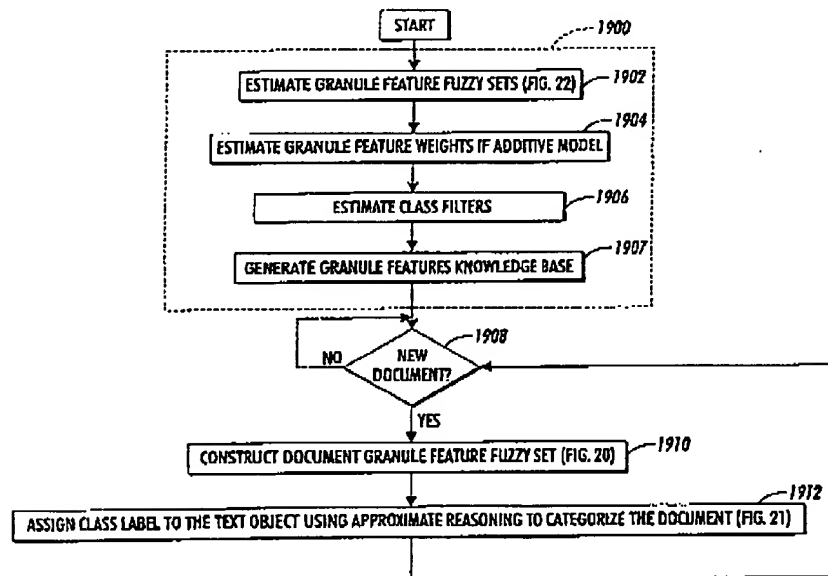 START
1900
ESTIMATE GRANULE FEATURE FUZZY SETS (FIG. 22)
1902
ESTIMATE GRANULE FEATURE WEIGHTS IF ADDITIVE MODEL
1904
ESTIMATE CLASS FILTERS
1906
GENERATE GRANULE FEATURES KNOWLEDGE BASE
1907
NEW
DOCUMENT?
1908
NO
YES
CONSTRUCT DOCUMENT GRANULE FEATURE FUZZY SET (FIG. 20)
1910
ASSIGN CLASS LABEL TO THE TEXT OBJECT USING APPROXIMATE REASONING TO CATEGORIZE THE DOCUMENT (FIG. 21)
1912